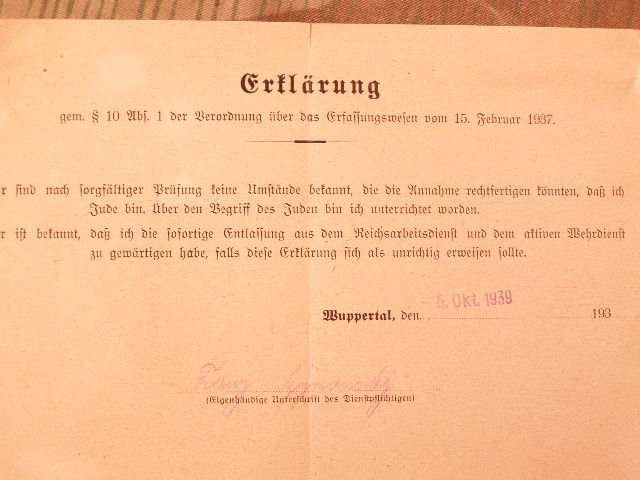 Erklärung
gem. § 10 Abs. 1 der Verordnung über das Erfassungswesen vom 15. Februar 1937.
r sind nach sorgfältiger Prüfung keine Umstände bekannt, die die Annahme rechtfertigen könnten, daß ich
Jude bin. Über den Begriff des Juden bin ich unterrichtet worden.
r ist bekannt, daß ich die sofortige Entlassung aus dem Reichsarbeitsdienst und dem aktiven Wehrdienst
zu gewärtigen habe, falls diese Erklärung sich als unrichtig erweisen sollte.
Wuppertal, den 5. Okt. 1939 193
Franz
(Eigenhändige Unterschrift des Dienstpflichtigen)